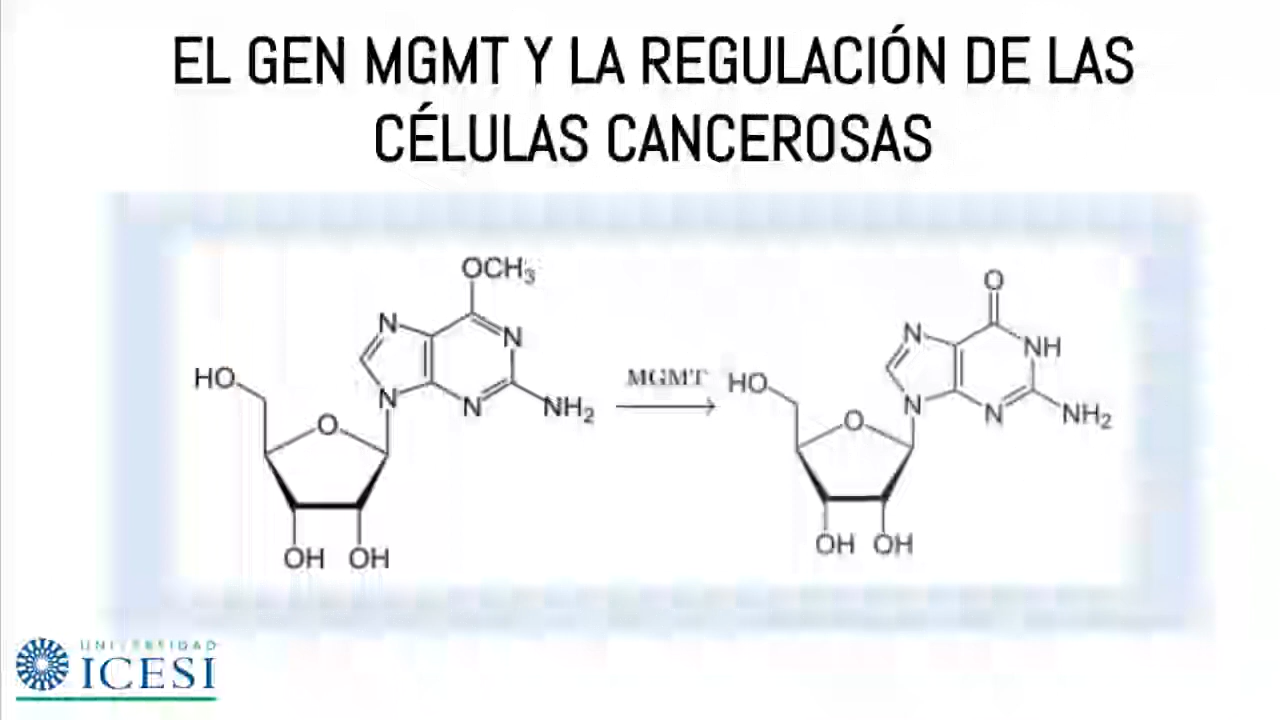 EL GEN MGMT Y LA REGULACIÓN DE LAS
CÉLULAS CANCEROSAS
OCH3
N
N
HO
N
N
NH2
O
OH
OH
MGMT
O
N
NH
HO
N
N
NH2
O
OH
OH
UNIVERSIDAD
ICESI